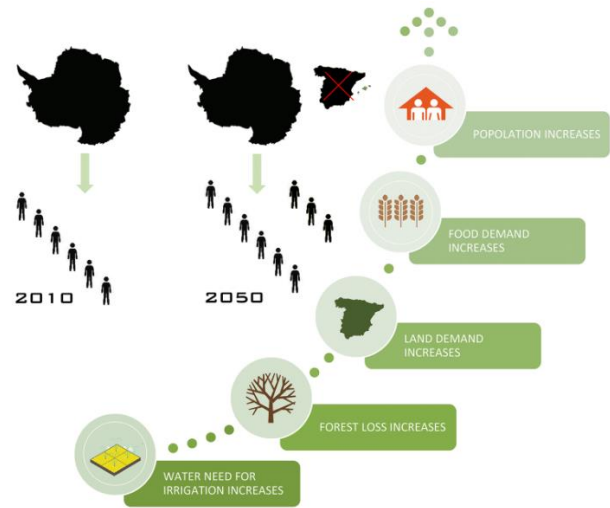 POPOLATION INCREASES
FOOD DEMAND
INCREASES
2010
2050
LAND DEMAND
INCREASES
FOREST LOSS INCREASES
WATER NEED FOR
IRRIGATION INCREASES